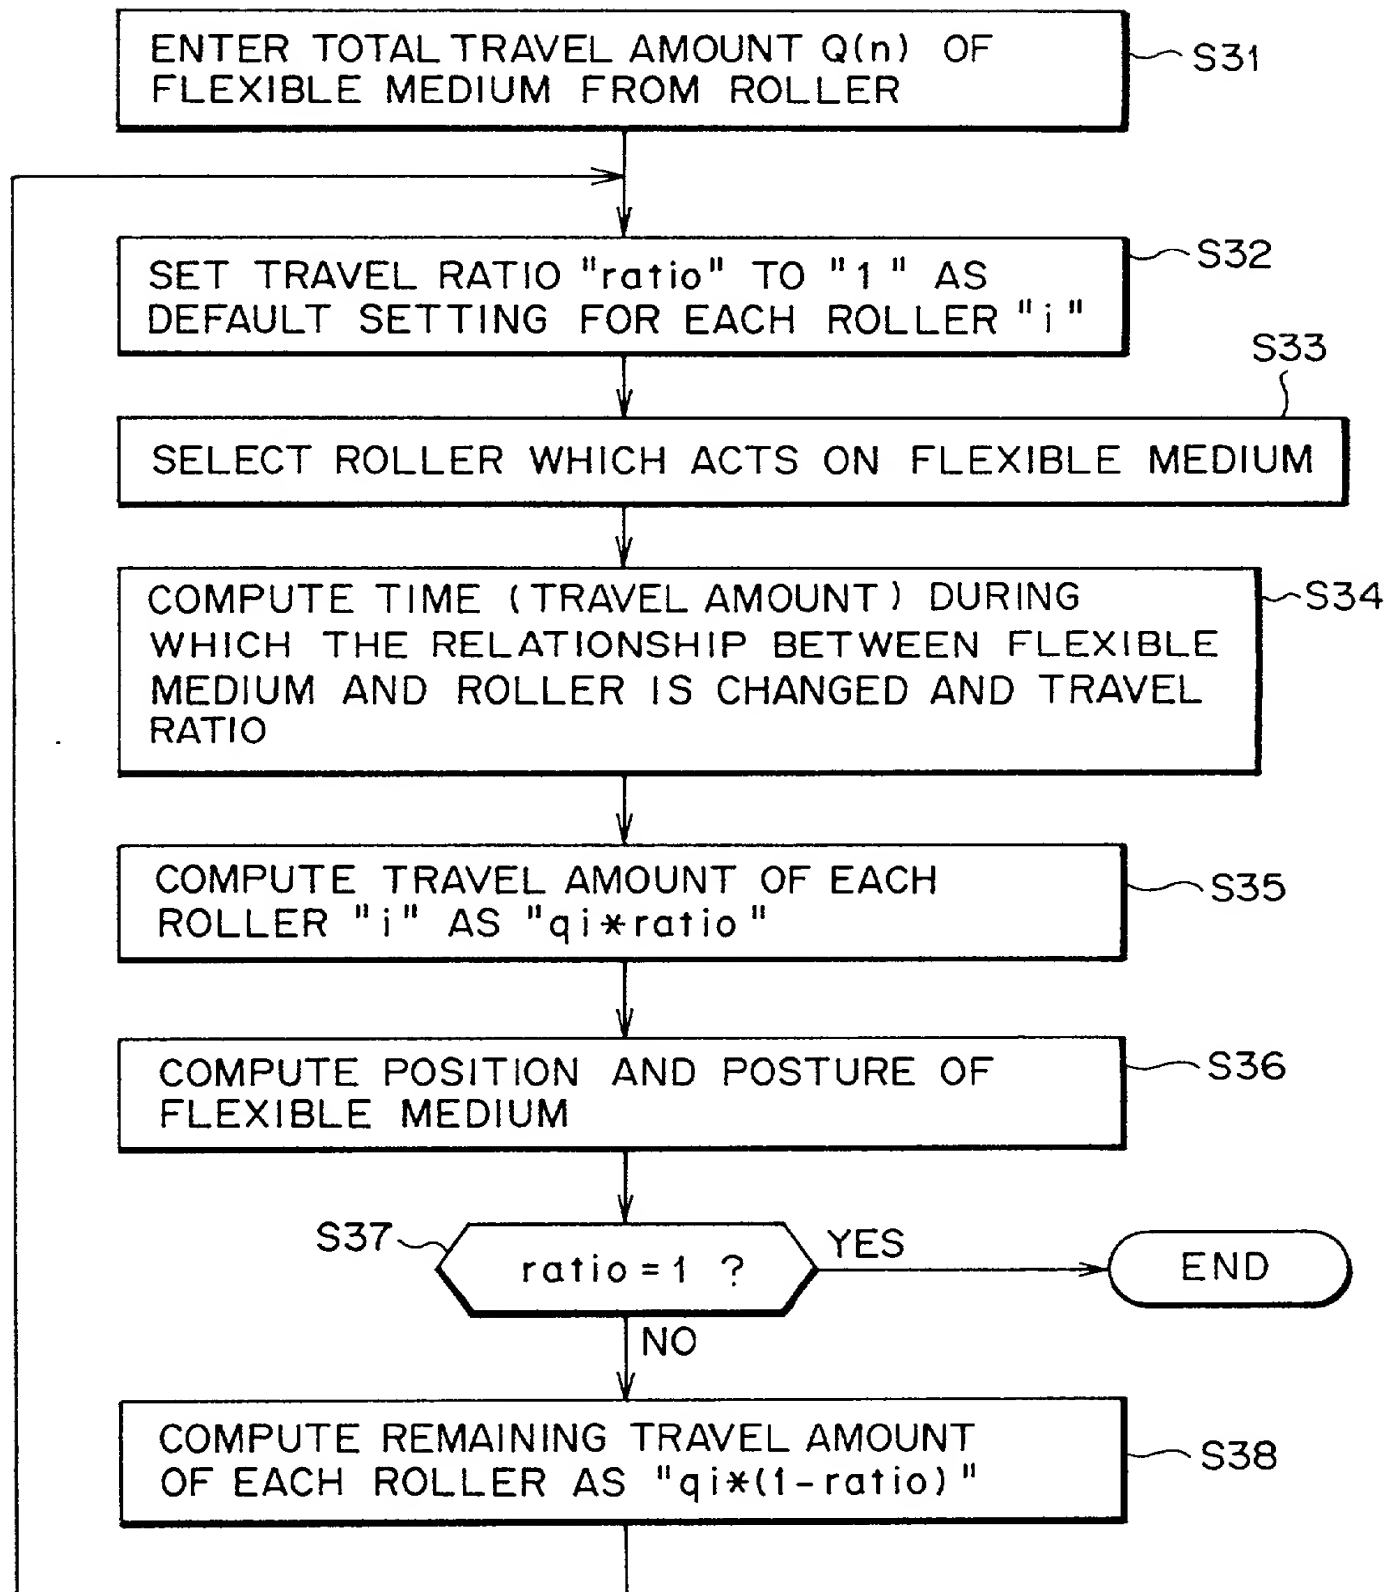 ENTER TOTAL TRAVEL AMOUNT Q(n) OF
FLEXIBLE MEDIUM FROM ROLLER
S31
SET TRAVEL RATIO "ratio" TO "1" AS
DEFAULT SETTING FOR EACH ROLLER "i"
S32
S33
SELECT ROLLER WHICH ACTS ON FLEXIBLE MEDIUM
COMPUTE TIME (TRAVEL AMOUNT) DURING
WHICH THE RELATIONSHIP BETWEEN FLEXIBLE
MEDIUM AND ROLLER IS CHANGED AND TRAVEL
RATIO
S34
COMPUTE TRAVEL AMOUNT OF EACH
ROLLER "i" AS "qi*ratio"
S35
COMPUTE POSITION AND POSTURE OF
FLEXIBLE MEDIUM
S36
S37
ratio=1 ?
YES
END
NO
COMPUTE REMAINING TRAVEL AMOUNT
OF EACH ROLLER AS "qi*(1-ratio)"
S38